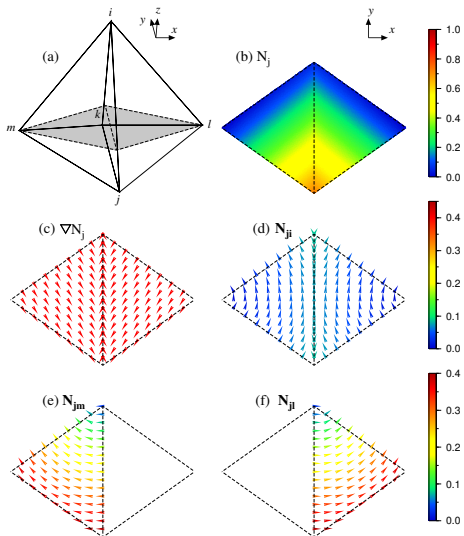 i
y z
x
(a)
k
m
l
j
y
x
(b) N_j
1.0
0.8
0.6
0.4
0.2
0.0
(c) ∇N_j
(d) N_ji
0.4
0.3
0.2
0.1
0.0
(e) N_jm
(f) N_jl
0.4
0.3
0.2
0.1
0.0